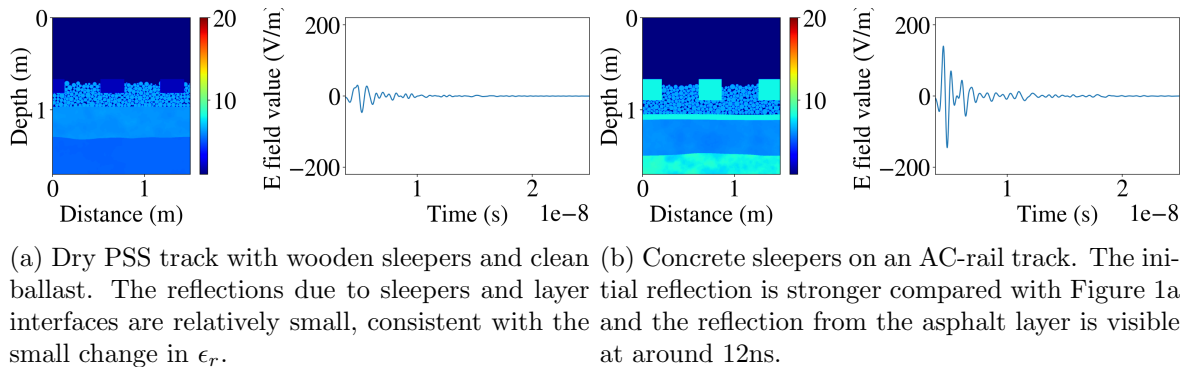 0
1
Depth (m)
0
1
Distance (m)
20
10
E field value (V/m)
200
0
−200
1
2
Time (s)
1e−8
0
1
Depth (m)
0
1
Distance (m)
20
10
E field value (V/m)
200
0
−200
1
2
Time (s)
1e−8
(a) Dry PSS track with wooden sleepers and clean
ballast. The reflections due to sleepers and layer
interfaces are relatively small, consistent with the
small change in ϵᵣ.
(b) Concrete sleepers on an AC-rail track. The ini-
tial reflection is stronger compared with Figure 1a
and the reflection from the asphalt layer is visible
at around 12ns.